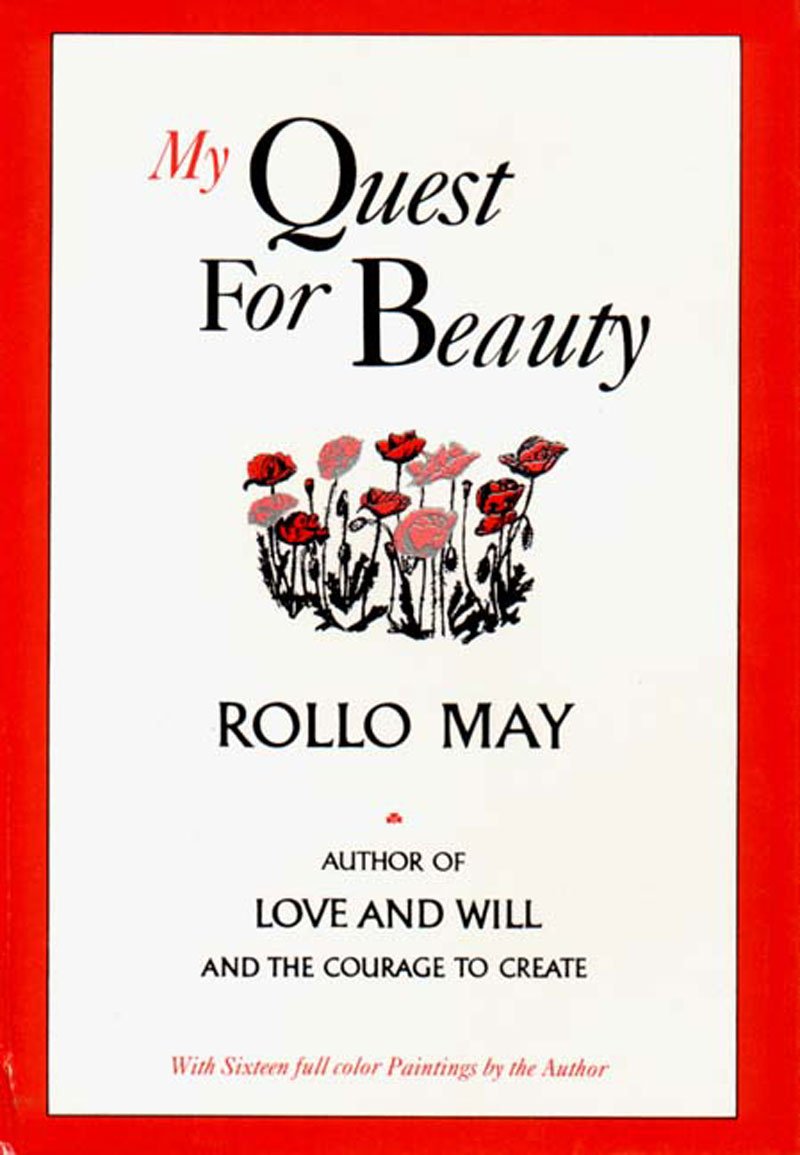 My Quest
For Beauty
ROLLO MAY
AUTHOR OF
LOVE AND WILL
AND THE COURAGE TO CREATE
With Sixteen full color Paintings by the Author